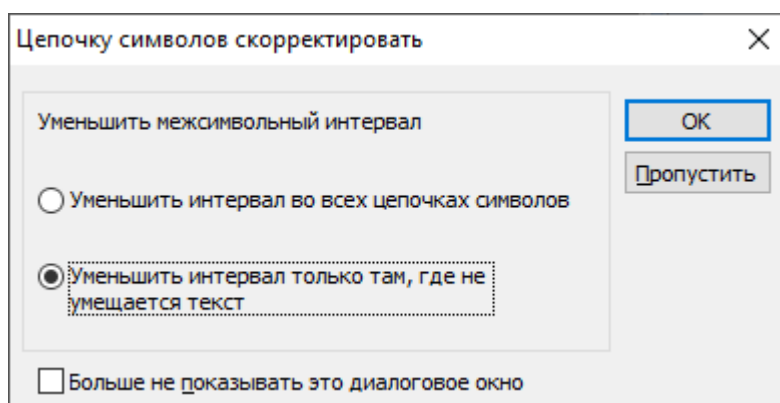 Цепочку символов скорректировать
Уменьшить межсимвольный интервал
OK
Пропустить
Уменьшить интервал во всех цепочках символов
Уменьшить интервал только там, где не
умещается текст
Больше не показывать это диалоговое окно